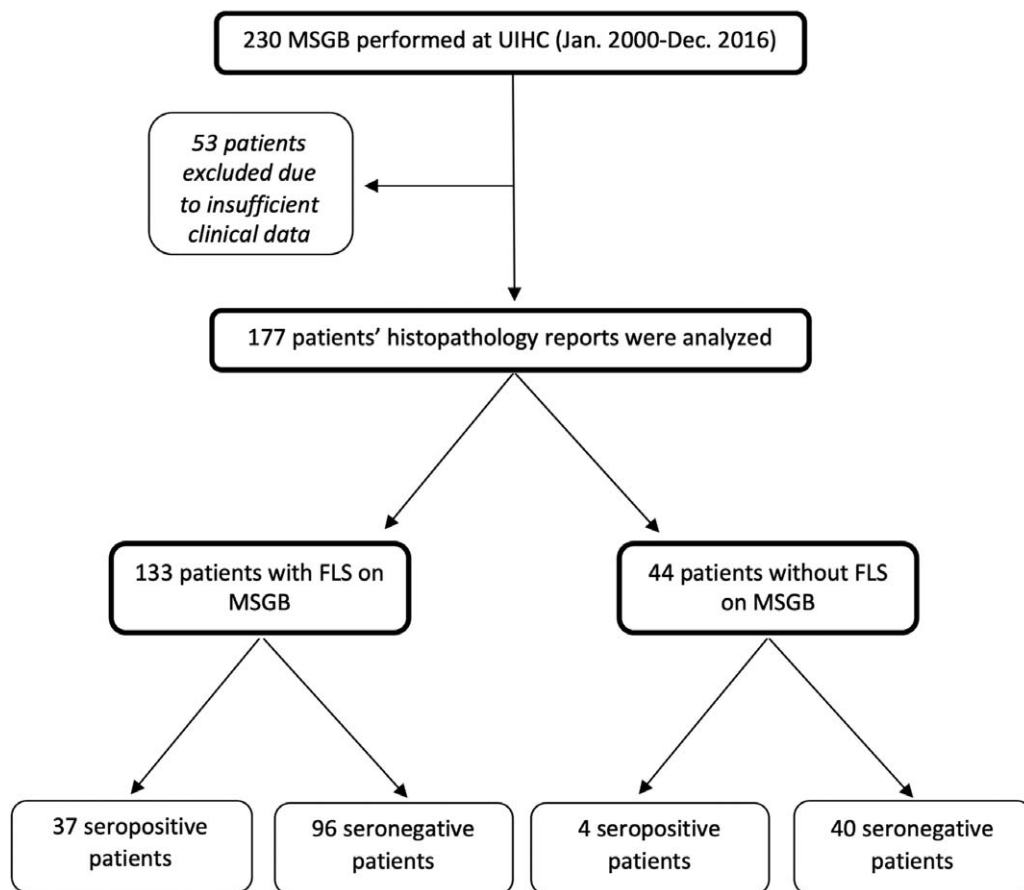 230 MSGB performed at UIHC (Jan. 2000-Dec. 2016)
53 patients
excluded due
to insufficient
clinical data
177 patients’ histopathology reports were analyzed
133 patients with FLS on
MSGB
44 patients without FLS
on MSGB
37 seropositive
patients
96 seronegative
patients
4 seropositive
patients
40 seronegative
patients